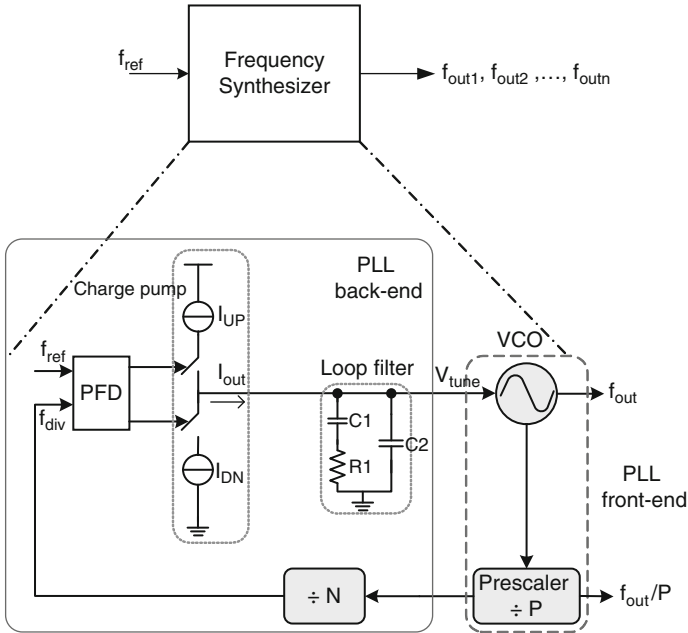 f_ref
Frequency
Synthesizer
f_out1, f_out2 ,..., f_outn
PLL
back-end
Charge pump
I_UP
VCO
f_ref
Loop filter
I_out
V_tune
PFD
f_out
f_div
C1
C2
R1
I_DN
PLL
front-end
÷ N
Prescaler
÷ P
f_out/P